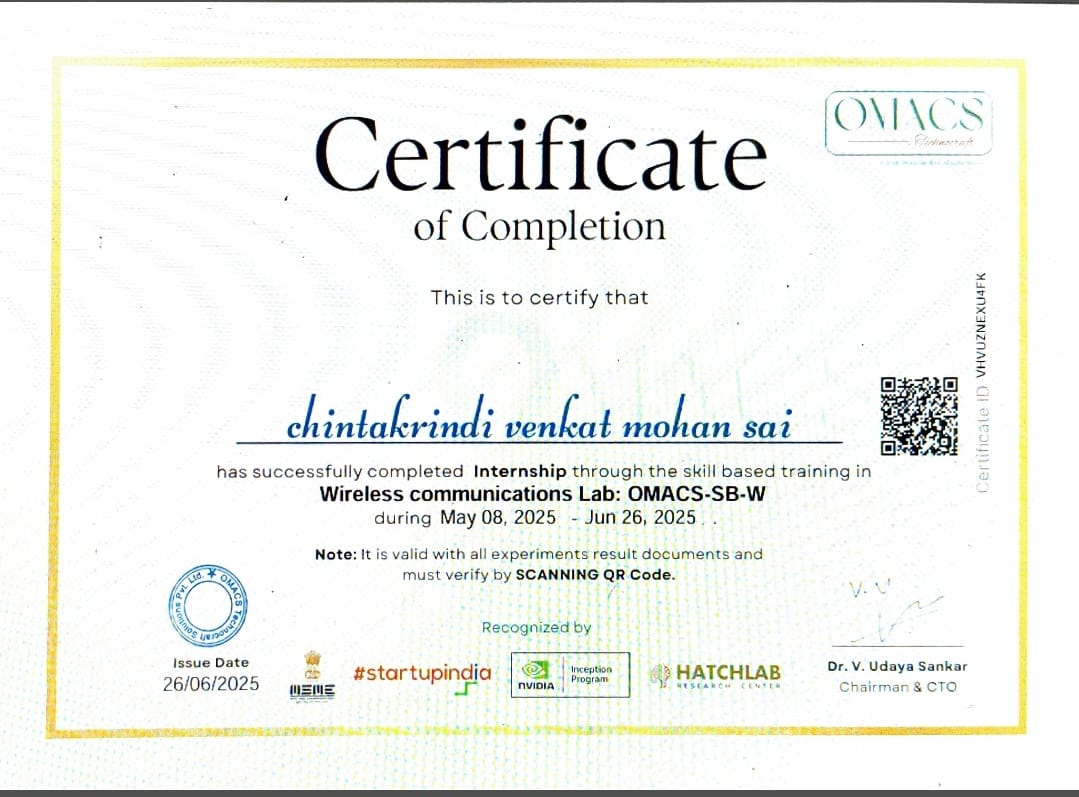 OMACS
Technocraft
Certificate
of Completion
This is to certify that
chintakrindi venkat mohan sai
has successfully completed Internship through the skill based training in
Wireless communications Lab: OMACS-SB-W
during May 08, 2025 - Jun 26, 2025 . .
Note: It is valid with all experiments result documents and
must verify by SCANNING QR Code.
Certificate ID VHVUZNEXU4FK
OMACS Technocraft Solutions Pvt. Ltd.
Issue Date
26/06/2025
Recognized by
MSME
#startupindia
NVIDIA
Inception
Program
HATCHLAB
RESEARCH CENTER
V. U
Dr. V. Udaya Sankar
Chairman & CTO